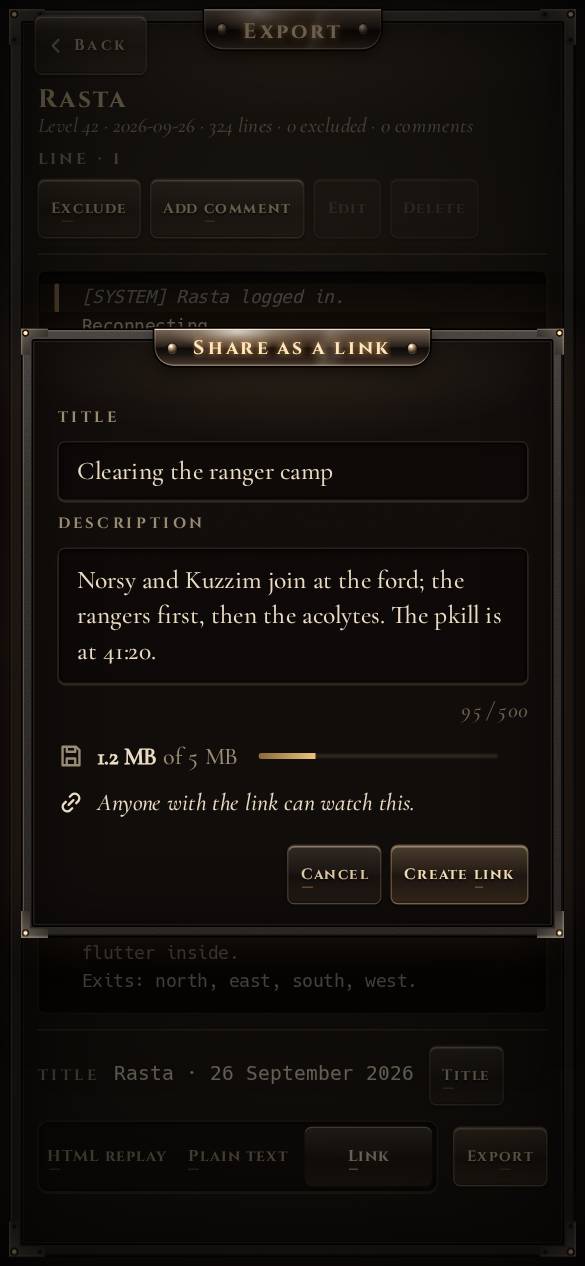 Export
Back
Rasta
Level 42 · 2026-09-26 · 324 lines · 0 excluded · 0 comments
LINE · 1
Exclude
Add comment
Edit
Delete
[SYSTEM] Rasta logged in.
Reconnecting
Share as a link
TITLE
Clearing the ranger camp
DESCRIPTION
Norsy and Kuzzim join at the ford; the
rangers first, then the acolytes. The pkill is
at 41:20.
95 / 500
1.2 MB of 5 MB
Anyone with the link can watch this.
Cancel
Create link
flutter inside.
Exits: north, east, south, west.
TITLE Rasta · 26 September 2026 Title
HTML replay Plain text Link Export